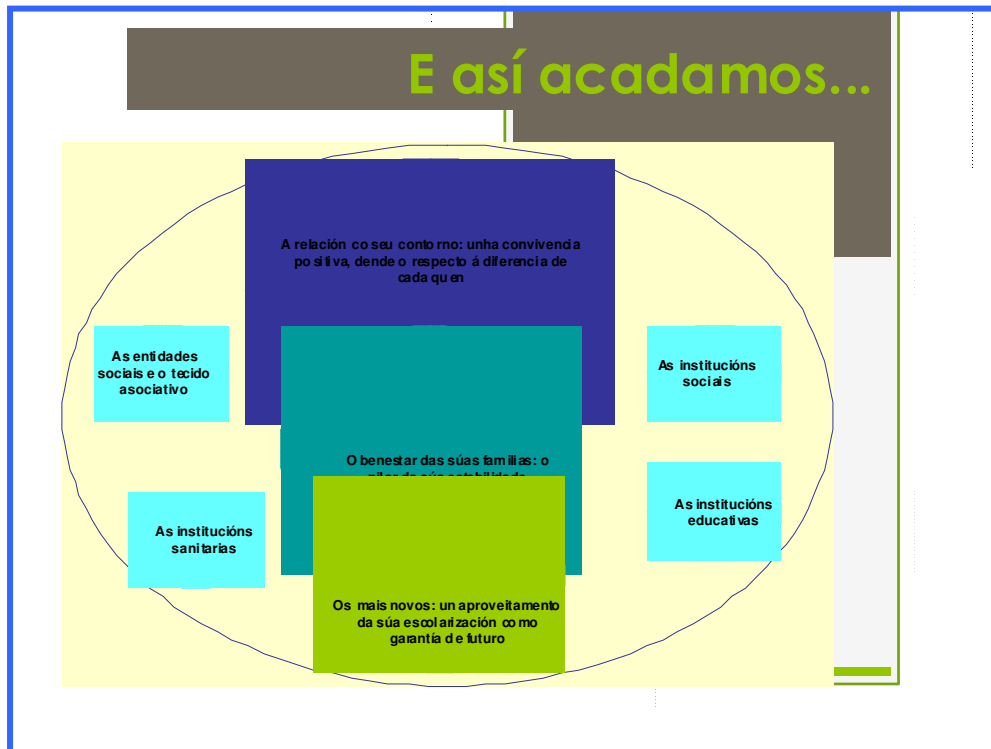 E así acadamos...
A relación co seu contorno: unha convivencia
positiva, dende o respecto á diferencia de
cada quen
As entidades
sociais e o tecido
asociativo
As institucións
sociais
O benestar das súas familias: o
As institucións
educativas
As institucións
sanitarias
Os mais novos: un aproveitamento
da súa escolarización como
garantía de futuro